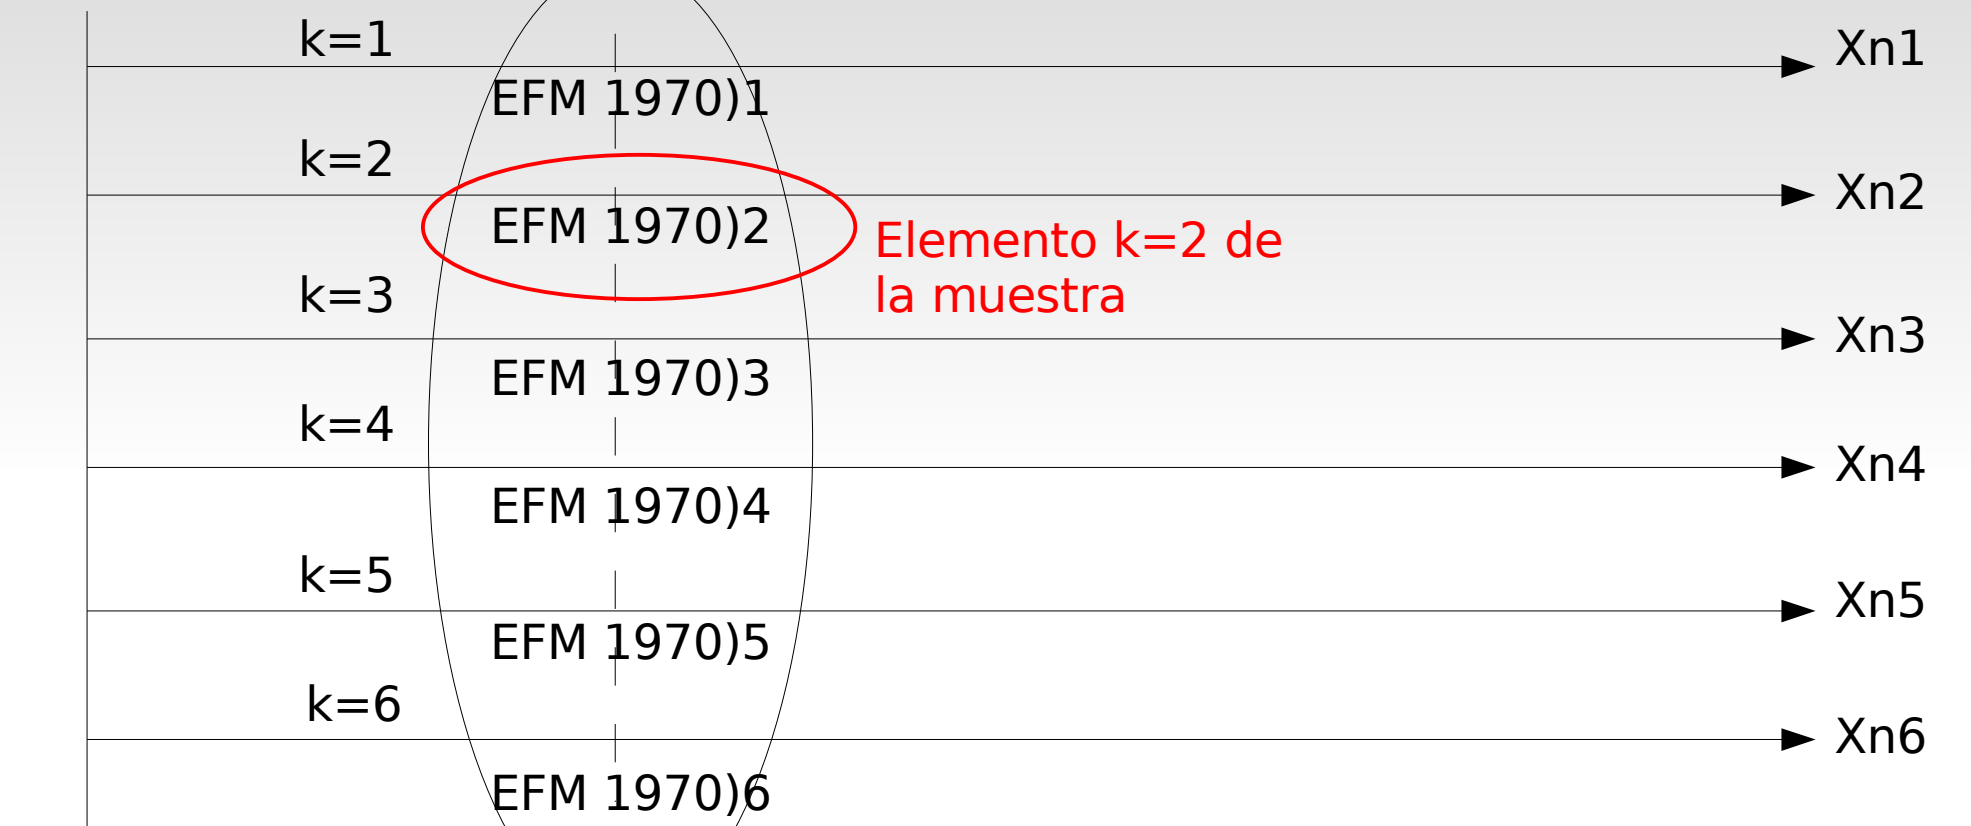 k=1
Xn1
EFM 1970)1
k=2
Xn2
EFM 1970)2
Elemento k=2 de
la muestra
k=3
Xn3
EFM 1970)3
k=4
Xn4
EFM 1970)4
k=5
Xn5
EFM 1970)5
k=6
Xn6
EFM 1970)6